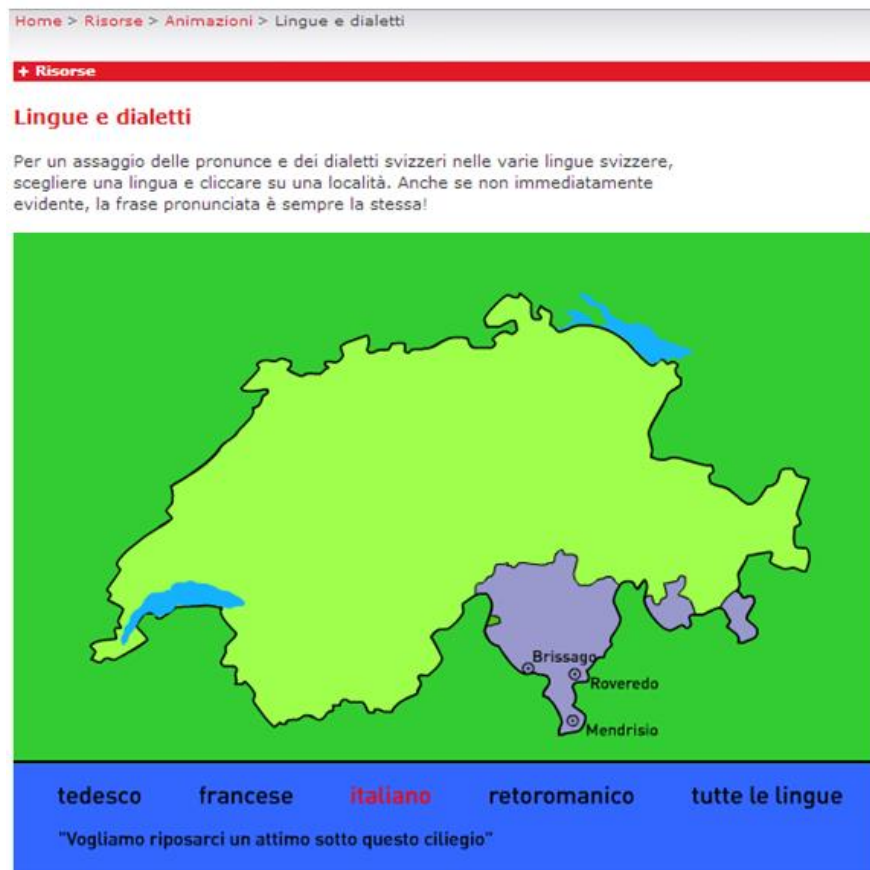 Home > Risorse > Animazioni > Lingue e dialetti
+ Risorse
Lingue e dialetti
Per un assaggio delle pronunce e dei dialetti svizzeri nelle varie lingue svizzere,
scegliere una lingua e cliccare su una località. Anche se non immediatamente
evidente, la frase pronunciata è sempre la stessa!
Brissago
Roveredo
Mendrisio
tedesco francese italiano retoromanico tutte le lingue
"Vogliamo riposarci un attimo sotto questo ciliegio"